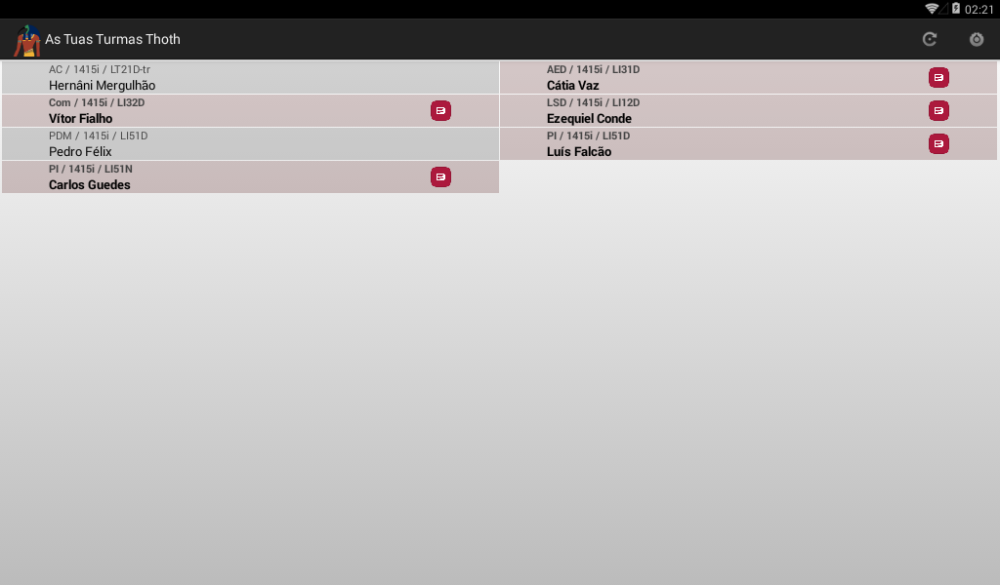 02:21
As Tuas Turmas Thoth
AC / 1415i / LT21D-tr
Hernâni Mergulhão
AED / 1415i / LI31D
Cátia Vaz
Com / 1415i / LI32D
Vítor Fialho
LSD / 1415i / LI12D
Ezequiel Conde
PDM / 1415i / LI51D
Pedro Félix
PI / 1415i / LI51D
Luís Falcão
PI / 1415i / LI51N
Carlos Guedes